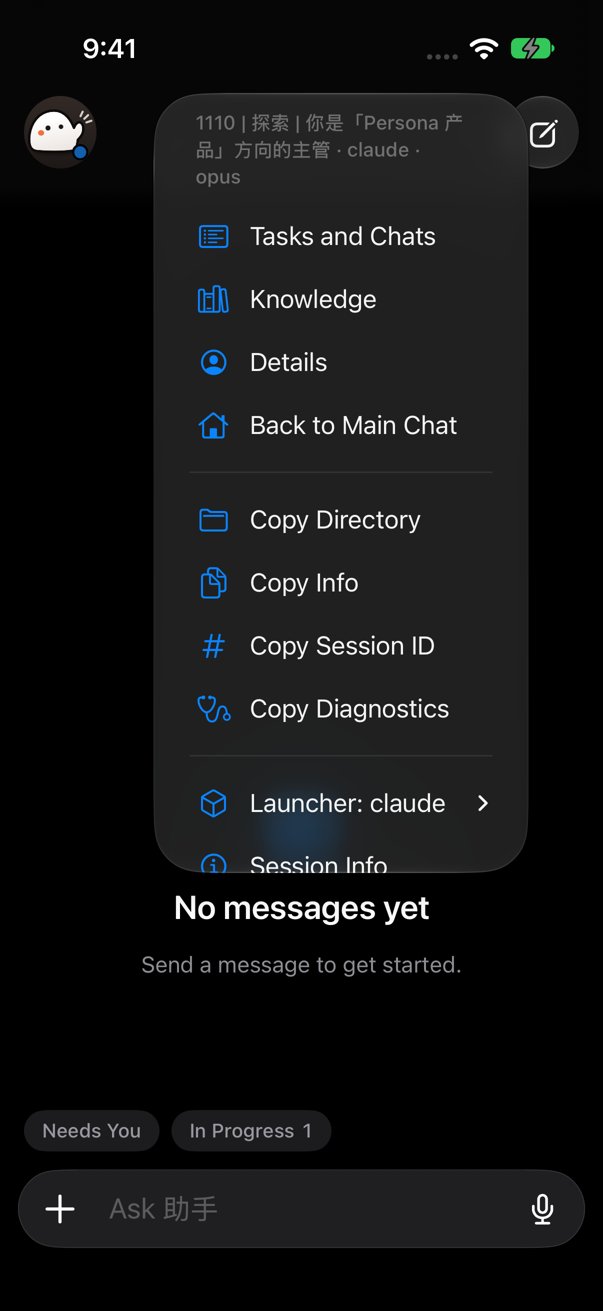 9:41
1110 | 探索 | 你是「Persona 产
品」方向的主管 · claude ·
opus
Tasks and Chats
Knowledge
Details
Back to Main Chat
Copy Directory
Copy Info
Copy Session ID
Copy Diagnostics
Launcher: claude
Session Info
No messages yet
Send a message to get started.
Needs You
In Progress 1
Ask 助手